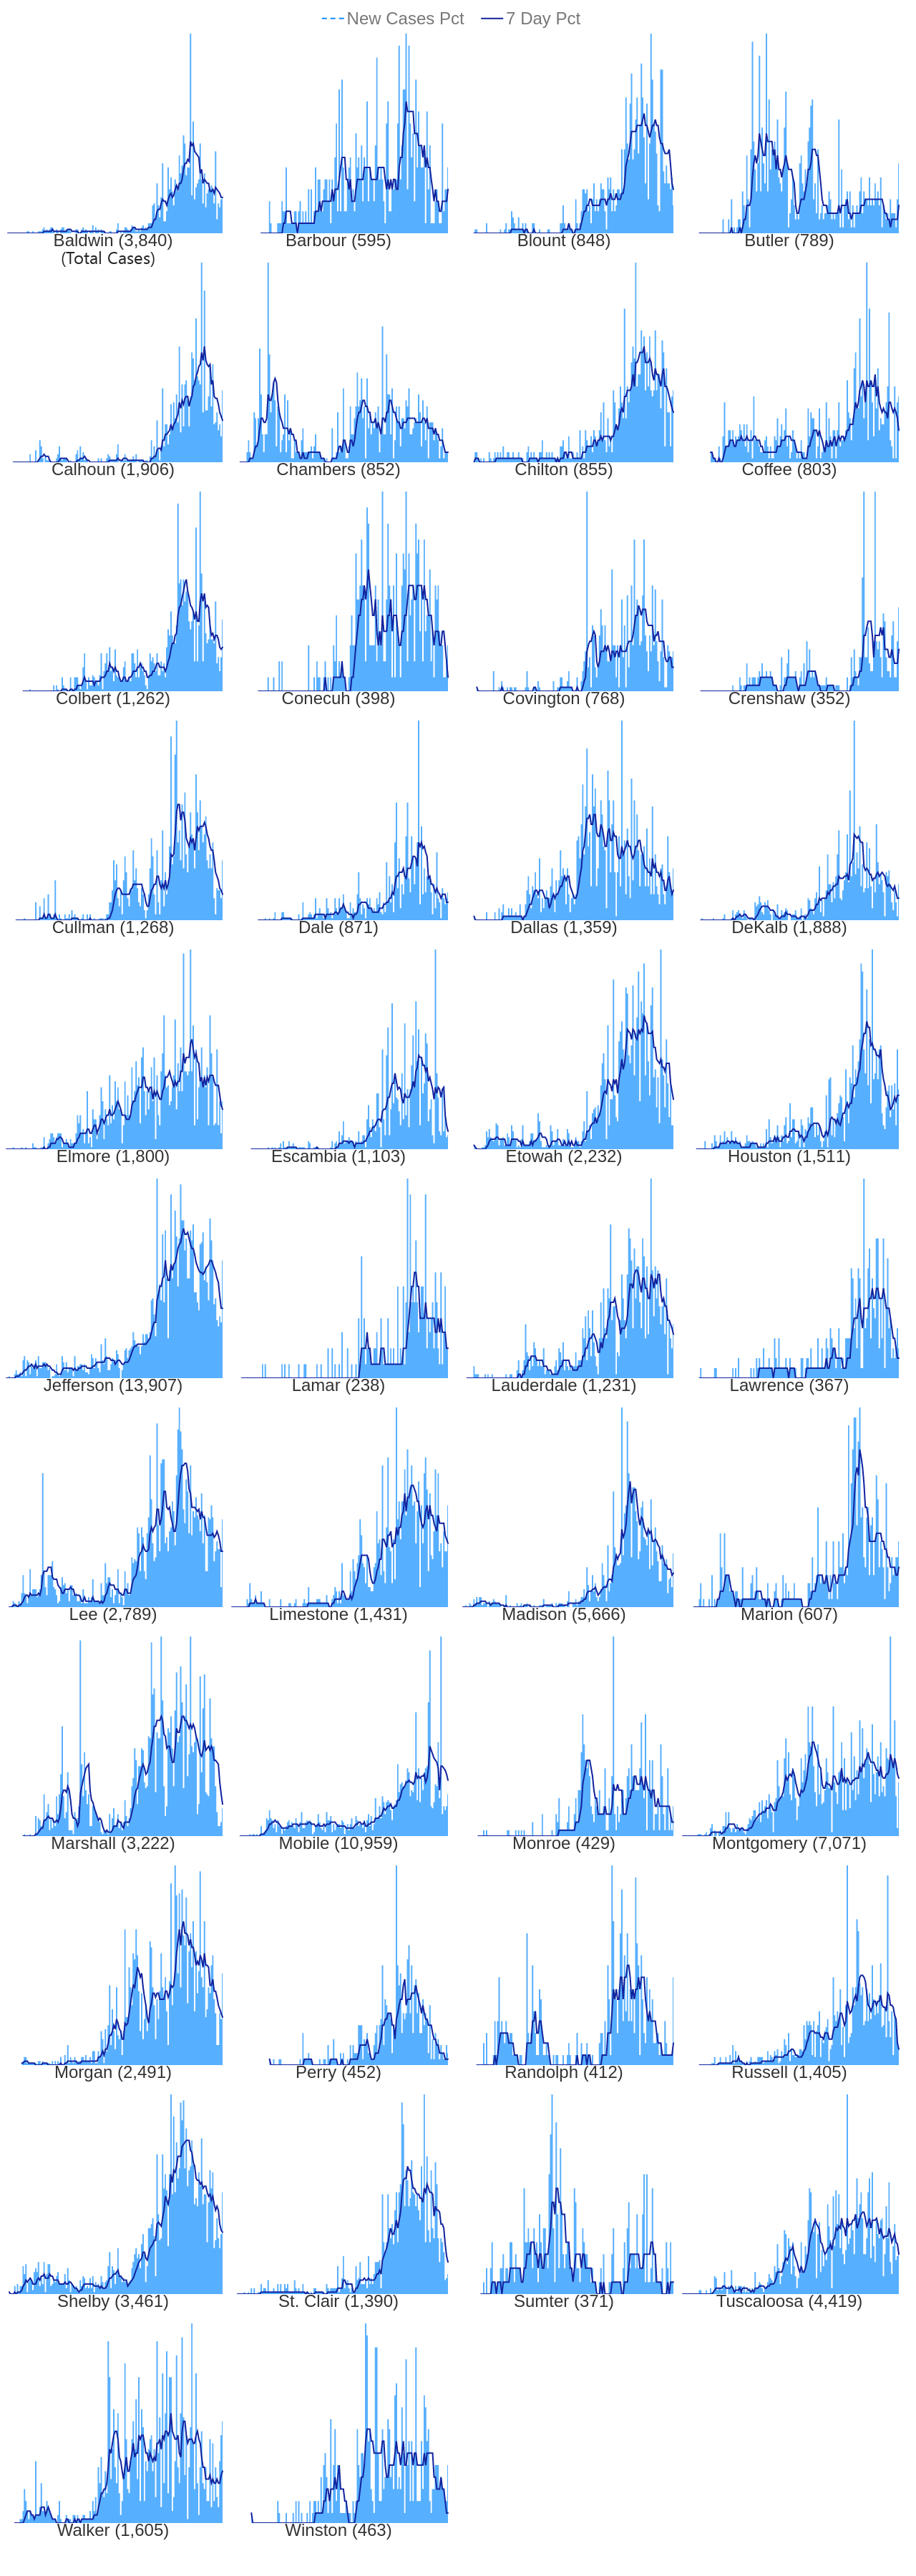 New Cases Pct 7 Day Pct
Baldwin (3,840) Barbour (595) Blount (848) Butler (789)
(Total Cases)
Calhoun (1,906) Chambers (852) Chilton (855) Coffee (803)
Colbert (1,262) Conecuh (398) Covington (768) Crenshaw (352)
Cullman (1,268) Dale (871) Dallas (1,359) DeKalb (1,888)
Elmore (1,800) Escambia (1,103) Etowah (2,232) Houston (1,511)
Jefferson (13,907) Lamar (238) Lauderdale (1,231) Lawrence (367)
Lee (2,789) Limestone (1,431) Madison (5,666) Marion (607)
Marshall (3,222) Mobile (10,959) Monroe (429) Montgomery (7,071)
Morgan (2,491) Perry (452) Randolph (412) Russell (1,405)
Shelby (3,461) St. Clair (1,390) Sumter (371) Tuscaloosa (4,419)
Walker (1,605) Winston (463)